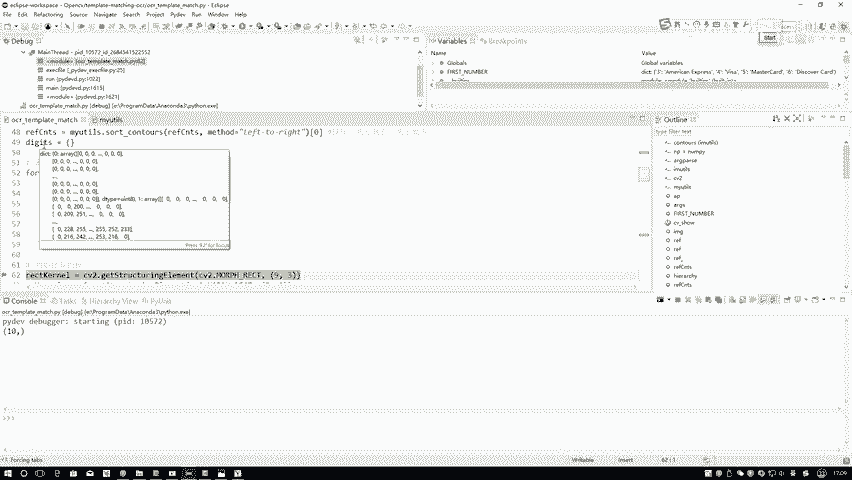 eclipse-workspace - Opencv/template-matching-ocr/ocr_template_match.py - Eclipse
File Edit Refactoring Source Navigate Search Project Pydev Run Window Help
Start
Debug
MainThread - pid_10572_id_2684541522552
<module> [ocr_template_match.py:62]
execfile [_pydev_execfile.py:25]
run [pydevd.py:1022]
main [pydevd.py:1615]
<module> [pydevd.py:1621]
ocr_template_match.py [debug] [e:\ProgramData\Anaconda3\python.exe]
Variables Breakpoints
Name Value
Globals Global variables
FIRST_NUMBER dict: {'3': 'American Express', '4': 'Visa', '5': 'MasterCard', '6': 'Discover Card'}
ocr_template_match myutils
48 refCnts = myutils.sort_contours(refCnts, method="left-to-right")[0]
49 digits = {}
50
51
52 for
dict: {0: array([[0, 0, 0, ..., 0, 0, 0],
[0, 0, 0, ..., 0, 0, 0],
[0, 0, 0, ..., 0, 0, 0],
...,
[0, 0, 0, ..., 0, 0, 0],
[0, 0, 0, ..., 0, 0, 0],
[0, 0, 0, ..., 0, 0, 0]], dtype=uint8), 1: array([[ 0, 0, 0, ..., 0, 0, 0],
[ 0, 0, 200, ..., 0, 0, 0],
[ 0, 209, 251, ..., 0, 0, 0],
...,
[ 0, 228, 255, ..., 255, 252, 233],
[ 0, 216, 242, ..., 253, 218, 0],
Press 'F2' for focus
62 rectKernel = cv2.getStructuringElement(cv2.MORPH_RECT, (9, 3))
Outline
type filter text
contours (imutils)
np = numpy
argparse
imutils
cv2
myutils
ap
args
FIRST_NUMBER
cv_show
img
ref
ref
ref_
refCnts
hierarchy
refCnts
Console Tasks Hierarchy View PyUnit
ocr_template_match.py [debug] [e:\ProgramData\Anaconda3\python.exe]
pydev debugger: starting (pid: 10572)
(10,)
>>>
Forcing tabs Writable Insert 62 : 1
17:09